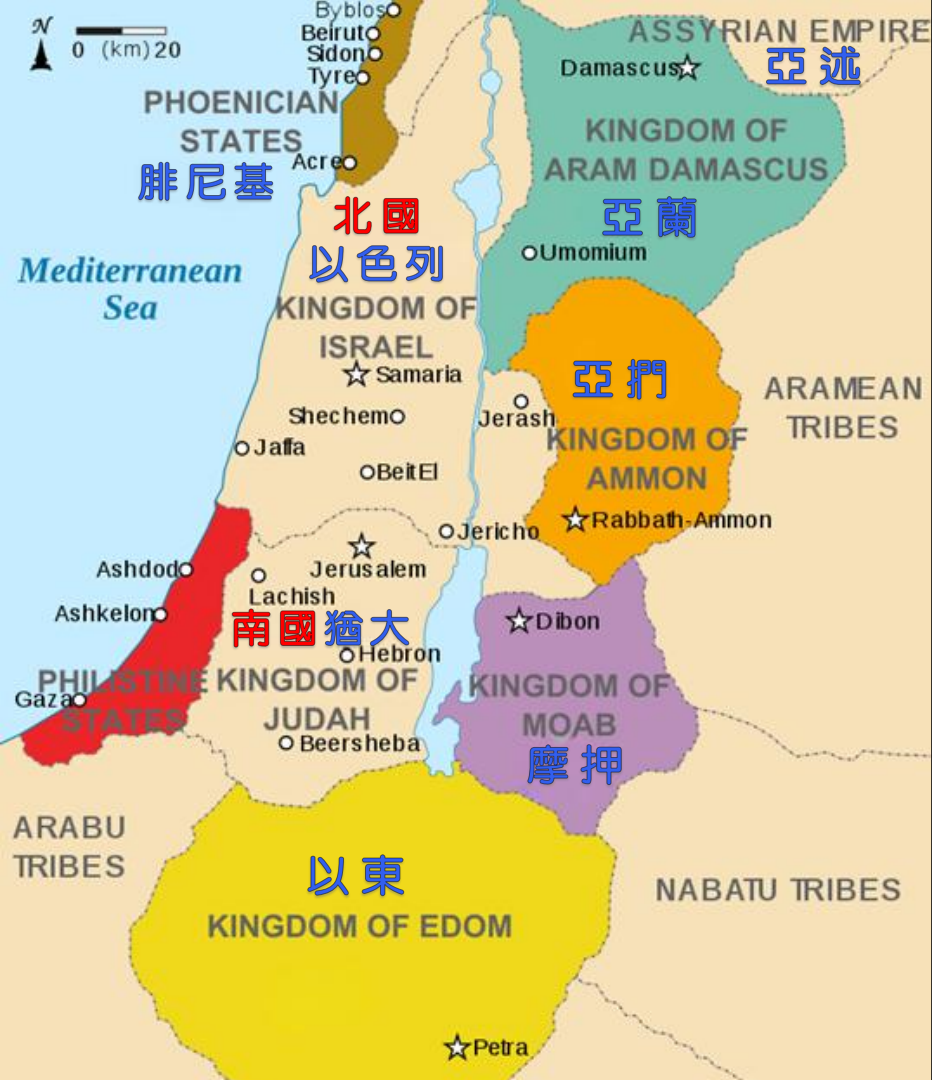 N
0 (km) 20
Byblos
Beirut
Sidon
Tyre
PHOENICIAN
STATES
腓尼基
Acre
ASSYRIAN EMPIRE
亞述
Damascus
KINGDOM OF
ARAM DAMASCUS
亞蘭
Umomium
Mediterranean
Sea
北國
以色列
KINGDOM OF
ISRAEL
Samaria
Shechem
Jaffa
BeitEl
Jerash
亞捫
KINGDOM OF
AMMON
Rabbath-Ammon
ARAMEAN
TRIBES
Jericho
Jerusalem
Ashdod
Lachish
Ashkelon
南國猶大
Hebron
PHILISTINE
STATES
Gaza
KINGDOM OF
JUDAH
Beersheba
Dibon
KINGDOM OF
MOAB
摩押
ARABU
TRIBES
以東
KINGDOM OF EDOM
NABATU TRIBES
Petra